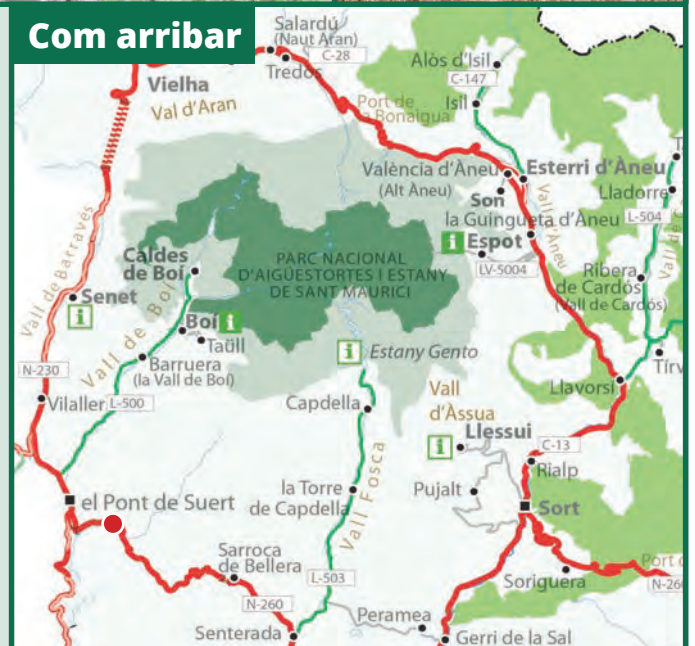 Com arribar
Salardú
(Naut Aran)
C-28
Tredos
Alòs d'Isil
C-147
Isil
Vielha
Val d'Aran
Port de
la Bonaigua
València d'Àneu
(Alt Àneu)
Esterri d'Àneu
Son
Lladorre
la Guingueta d'Àneu
L-504
Vall d'Àneu
i Espot
LV-5004
PARC NACIONAL
D'AIGÜESTORTES I ESTANY
DE SANT MAURICI
Caldes
de Boí
Ribera
de Cardós
(Vall de Cardós)
Vall de Barravés
Senet
i
Vall de Boí
Boí i
Taüll
Barruera
(la Vall de Boí)
i Estany Gento
N-230
Vilaller
L-500
Capdella
Vall
d'Àssua
Llavorsí
Tírv
i
Llessui
C-13
Rialp
Pujalt
Sort
el Pont de Suert
la Torre
de Capdella
Vall Fosca
Sarroca
de Bellera
L-503
N-260
Soriguera
Port d
N-26
Senterada
Peramea
Gerri de la Sal